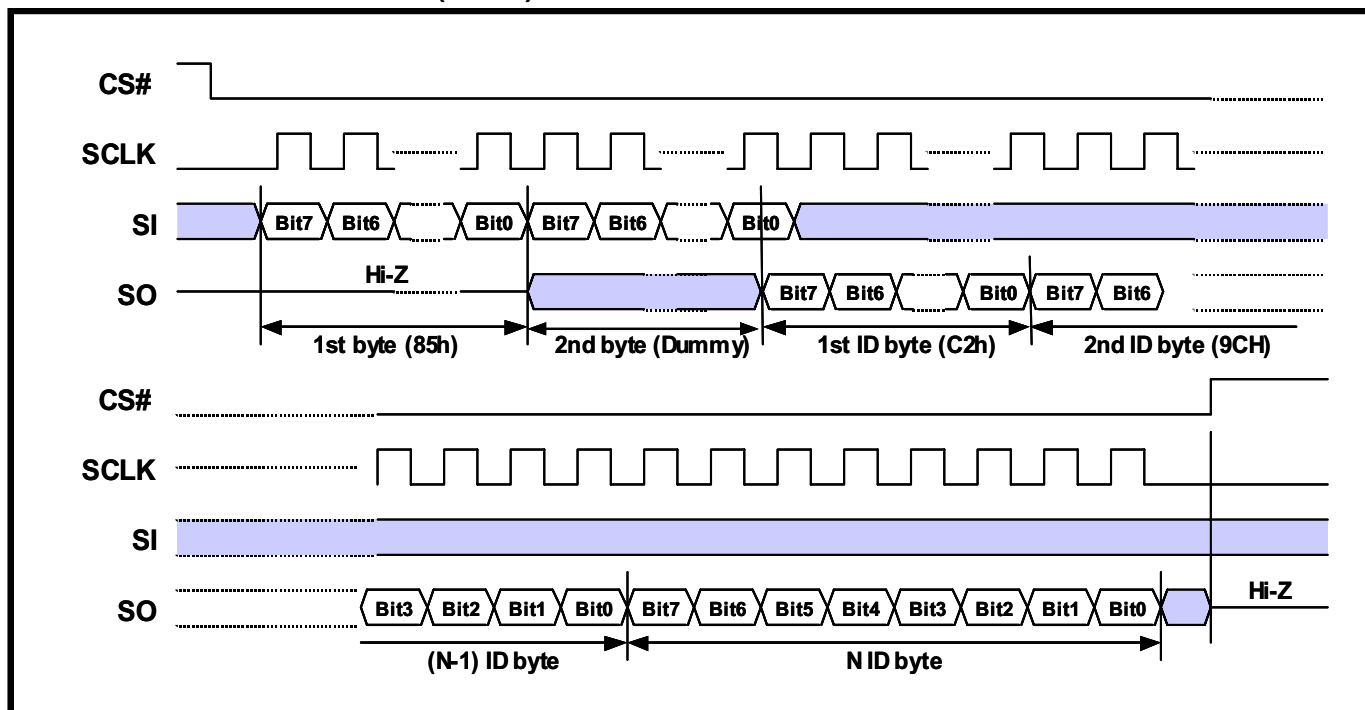 CS#
SCLK
SI Bit7 Bit6 Bit0 Bit7 Bit6 Bit0
Hi-Z
SO Bit7 Bit6 Bit0 Bit7 Bit6
1st byte (85h) 2nd byte (Dummy) 1st ID byte (C2h) 2nd ID byte (9CH)
CS#
SCLK
SI
Hi-Z
SO Bit3 Bit2 Bit1 Bit0 Bit7 Bit6 Bit5 Bit4 Bit3 Bit2 Bit1 Bit0
(N-1) ID byte N ID byte